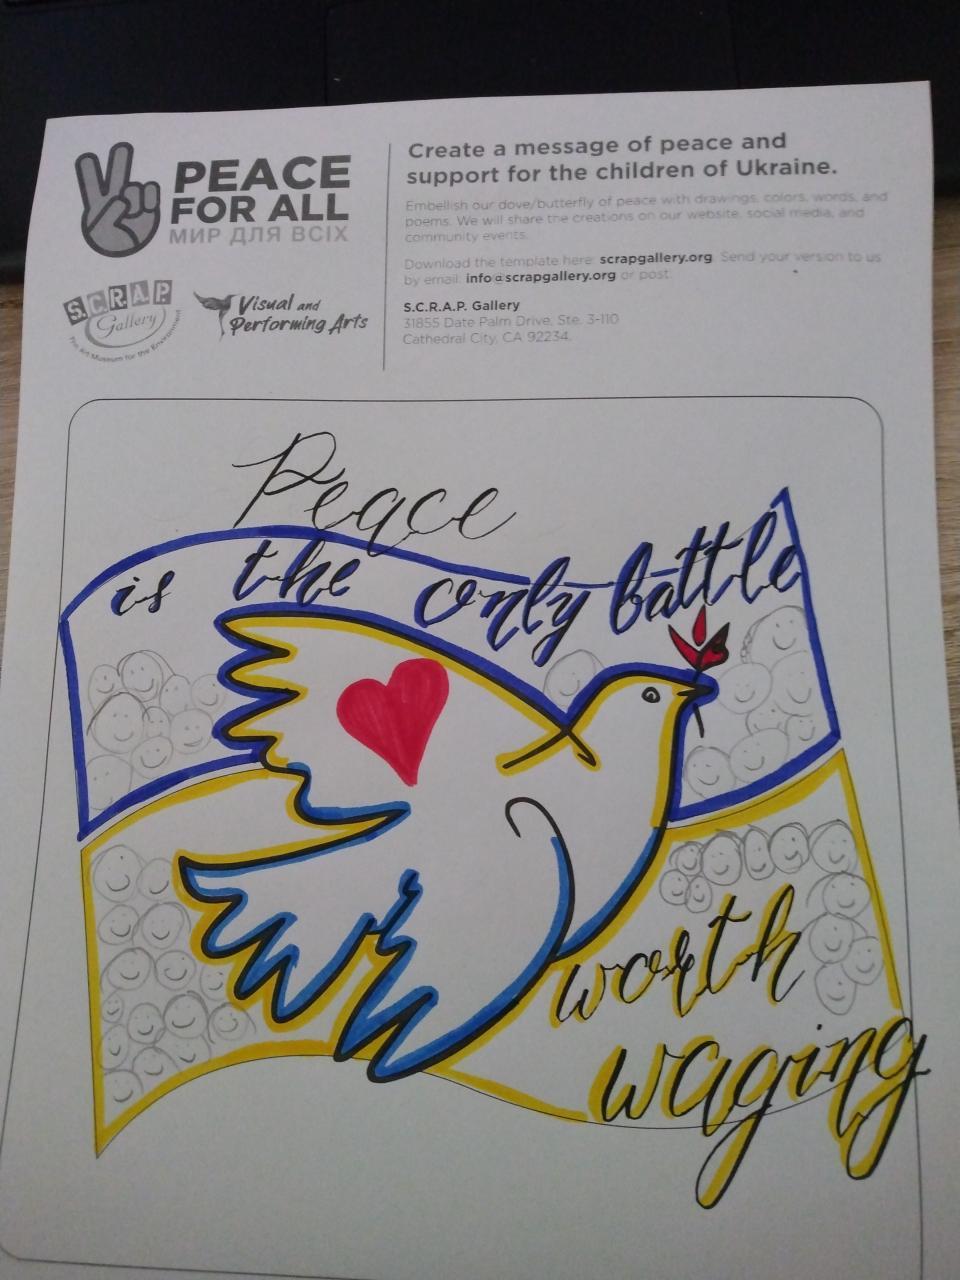 PEACE
FOR ALL
МИР ДЛЯ ВСІХ
S.C.R.A.P.
Gallery
The Art Museum for the Environment
Visual and
Performing Arts
Create a message of peace and
support for the children of Ukraine.
Embellish our dove/butterfly of peace with drawings, colors, words, and
poems. We will share the creations on our website, social media, and
community events.
Download the template here: scrapgallery.org. Send your version to us
by email: info@scrapgallery.org or post:
S.C.R.A.P. Gallery
31855 Date Palm Drive, Ste. 3-110
Cathedral City, CA 92234.
Peace
is the only battle
worth
waging